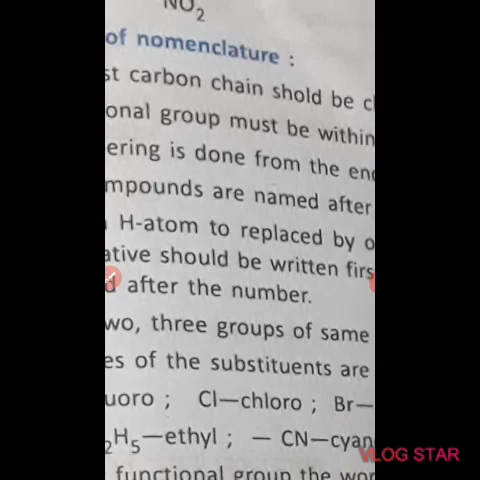 NO2
of nomenclature :
st carbon chain shold be c
onal group must be within
ering is done from the end
mpounds are named after
H-atom to replaced by o
ative should be written firs
d after the number.
wo, three groups of same
es of the substituents are
uoro ; Cl—chloro ; Br—
2H5—ethyl ; — CN—cyan
functional group the wor
VLOG STAR